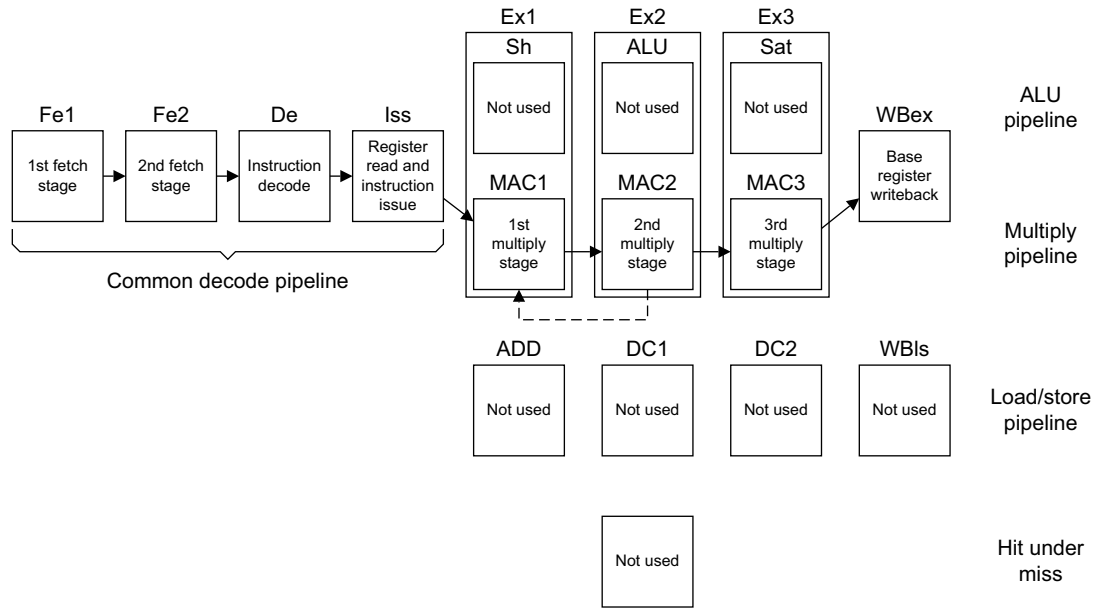 Ex1 Ex2 Ex3
Sh ALU Sat
Not used Not used Not used
ALU
pipeline
Fe1 Fe2 De Iss WBex
1st fetch
stage
2nd fetch
stage
Instruction
decode
Register
read and
instruction
issue
Base
register
writeback
MAC1 MAC2 MAC3
1st
multiply
stage
2nd
multiply
stage
3rd
multiply
stage
Multiply
pipeline
Common decode pipeline
ADD DC1 DC2 WBls
Not used Not used Not used Not used
Load/store
pipeline
Not used
Hit under
miss